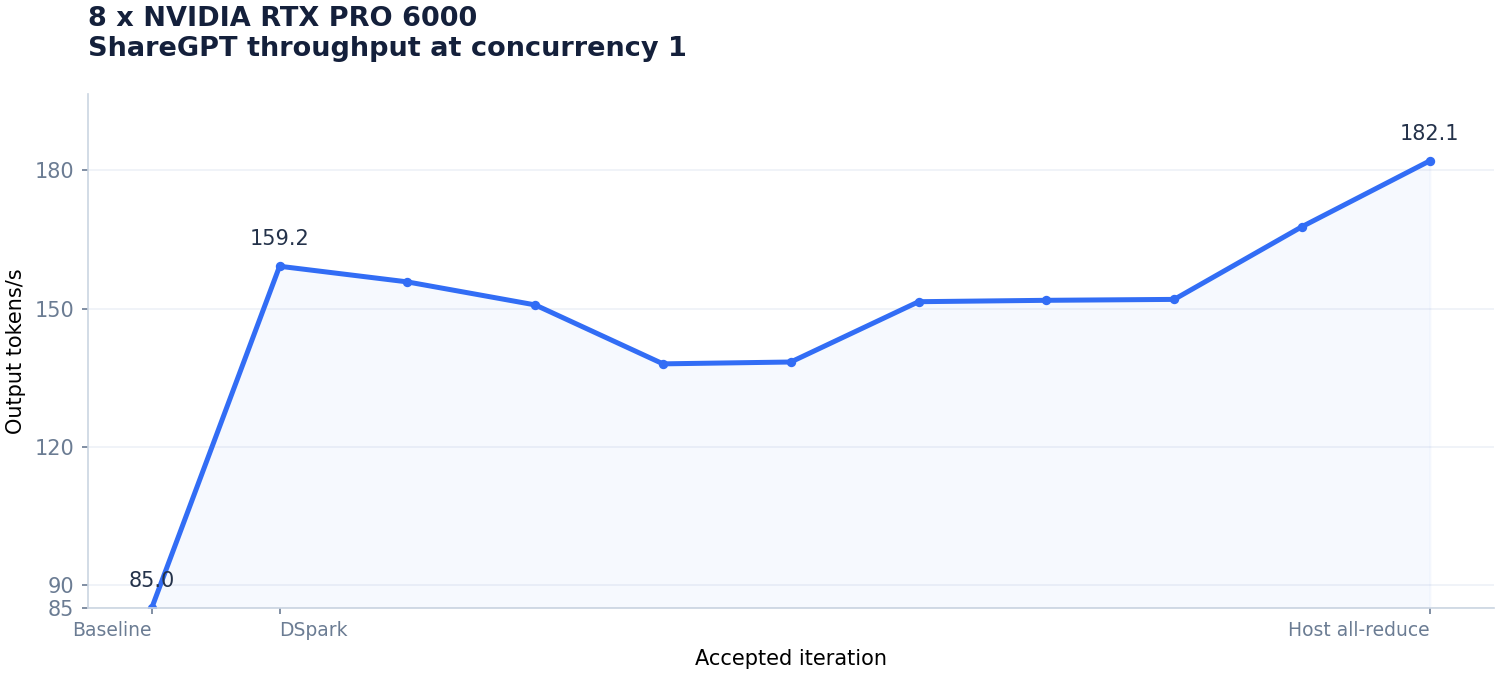 8 x NVIDIA RTX PRO 6000
ShareGPT throughput at concurrency 1
182.1
180
159.2
150
Output tokens/s
120
85.0
90
85
Baseline
DSpark
Host all-reduce
Accepted iteration